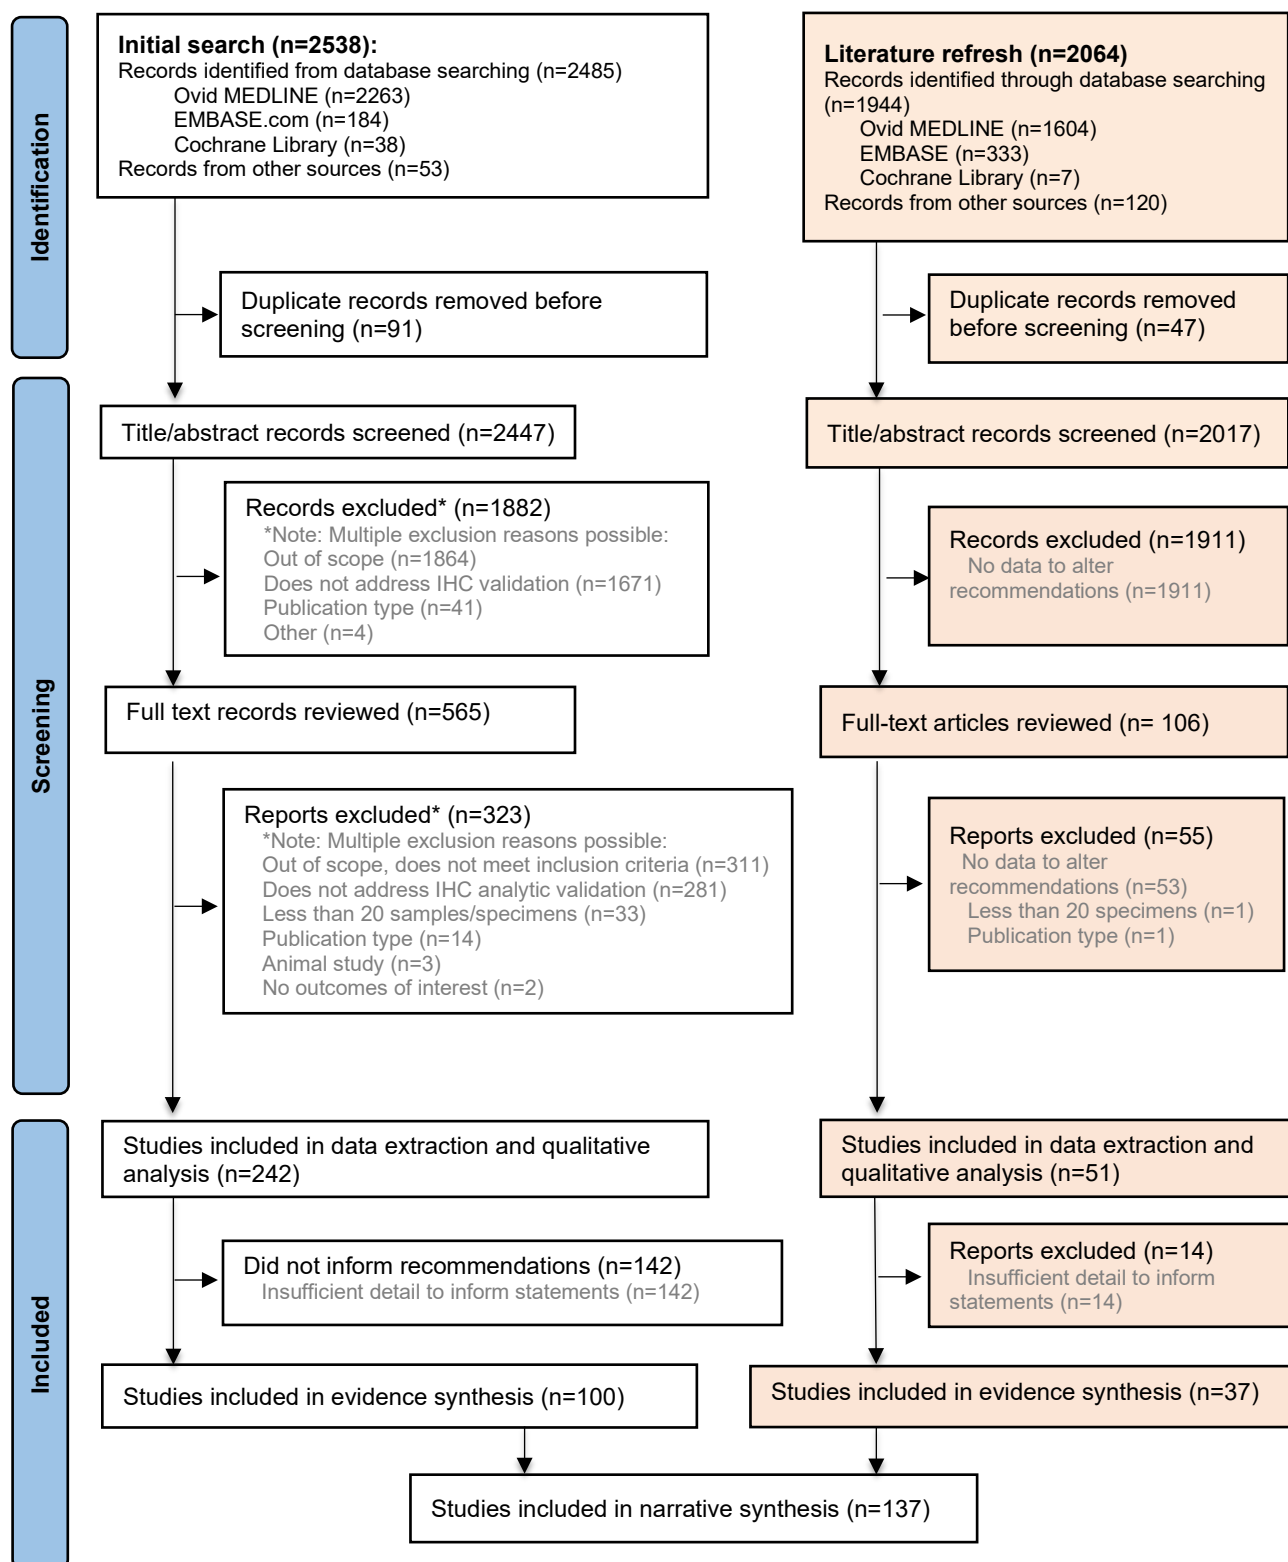 Identification
Initial search (n=2538):
Records identified from database searching (n=2485)
Ovid MEDLINE (n=2263)
EMBASE.com (n=184)
Cochrane Library (n=38)
Records from other sources (n=53)
Literature refresh (n=2064)
Records identified through database searching
(n=1944)
Ovid MEDLINE (n=1604)
EMBASE (n=333)
Cochrane Library (n=7)
Records from other sources (n=120)
Duplicate records removed before
screening (n=91)
Duplicate records removed
before screening (n=47)
Screening
Title/abstract records screened (n=2447)
Title/abstract records screened (n=2017)
Records excluded* (n=1882)
*Note: Multiple exclusion reasons possible:
Out of scope (n=1864)
Does not address IHC validation (n=1671)
Publication type (n=41)
Other (n=4)
Records excluded (n=1911)
No data to alter
recommendations (n=1911)
Full text records reviewed (n=565)
Full-text articles reviewed (n= 106)
Reports excluded* (n=323)
*Note: Multiple exclusion reasons possible:
Out of scope, does not meet inclusion criteria (n=311)
Does not address IHC analytic validation (n=281)
Less than 20 samples/specimens (n=33)
Publication type (n=14)
Animal study (n=3)
No outcomes of interest (n=2)
Reports excluded (n=55)
No data to alter
recommendations (n=53)
Less than 20 specimens (n=1)
Publication type (n=1)
Included
Studies included in data extraction and qualitative
analysis (n=242)
Studies included in data extraction and
qualitative analysis (n=51)
Did not inform recommendations (n=142)
Insufficient detail to inform statements (n=142)
Reports excluded (n=14)
Insufficient detail to inform
statements (n=14)
Studies included in evidence synthesis (n=100)
Studies included in evidence synthesis (n=37)
Studies included in narrative synthesis (n=137)